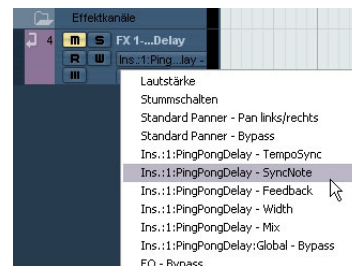 Effektkanäle
4 m S FX 1-...Delay
R W Ins.:1:Ping...lay -
Lautstärke
Stummschalten
Standard Panner - Pan links/rechts
Standard Panner - Bypass
Ins.:1:PingPongDelay - TempoSync
Ins.:1:PingPongDelay - SyncNote
Ins.:1:PingPongDelay - Feedback
Ins.:1:PingPongDelay - Width
Ins.:1:PingPongDelay - Mix
Ins.:1:PingPongDelay:Global - Bypass
EQ - Bypass